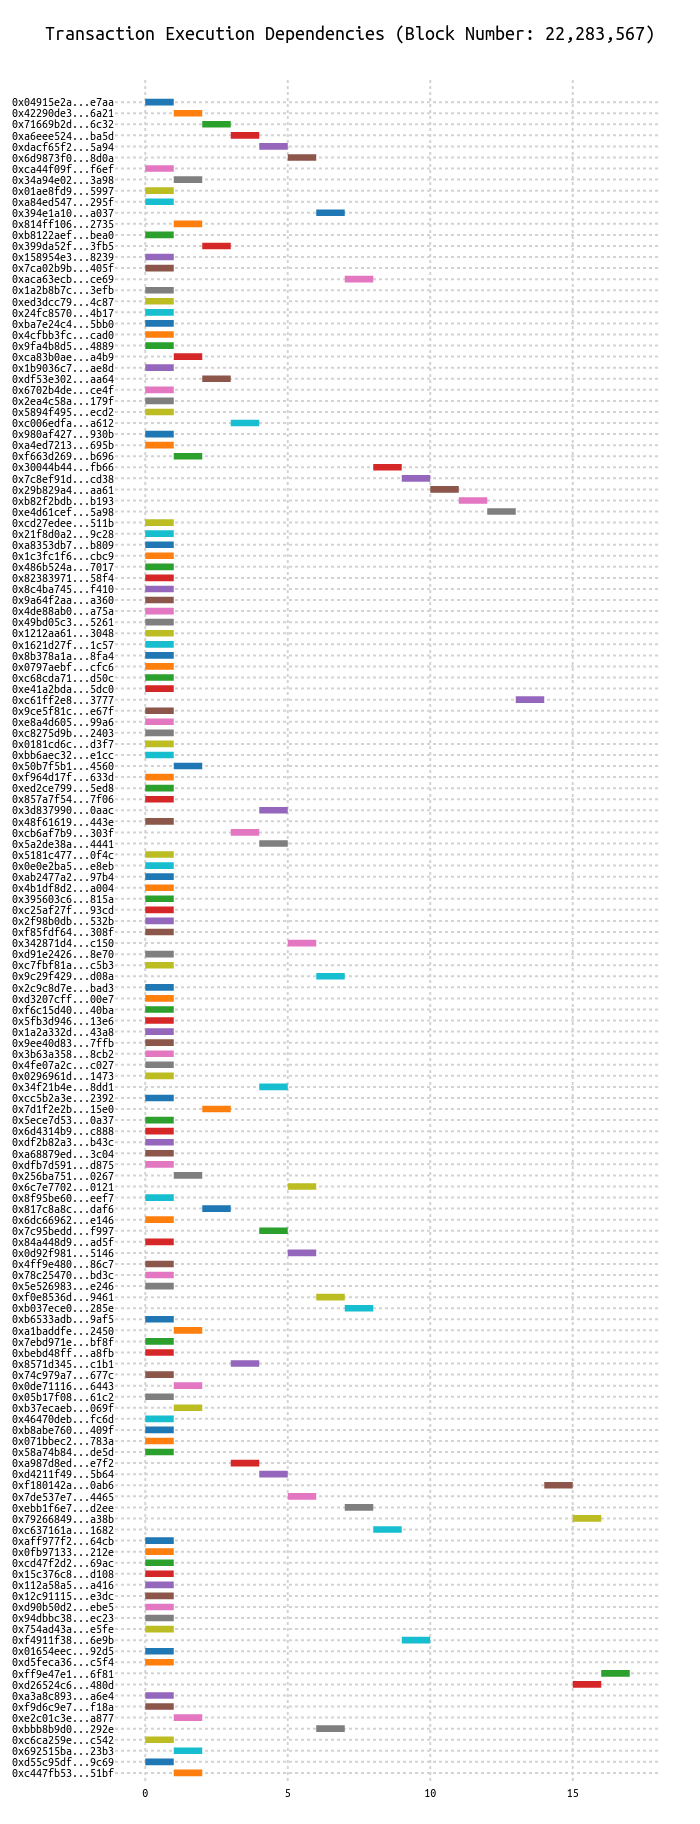 Transaction Execution Dependencies (Block Number: 22,283,567)
0x04915e2a...e7aa
0x42290de3...6a21
0x71669b2d...6c32
0xa6eee524...ba5d
0xdacf65f2...5a94
0x6d9873f0...8d0a
0xca44f09f...f6ef
0x34a94e02...3a98
0x01ae8fd9...5997
0xa84ed547...295f
0x394e1a10...a037
0x814ff106...2735
0xb8122aef...bea0
0x399da52f...3fb5
0x158954e3...8239
0x7ca02b9b...405f
0xaca63ecb...ce69
0x1a2b8b7c...3efb
0xed3dcc79...4c87
0x24fc8570...4b17
0xba7e24c4...5bb0
0x4cfbb3fc...cad0
0x9fa4b8d5...4889
0xca83b0ae...a4b9
0x1b9036c7...ae8d
0xdf53e302...aa64
0x6702b4de...ce4f
0x2ea4c58a...179f
0x5894f495...ecd2
0xc006edfa...a612
0x980af427...930b
0xa4ed7213...695b
0xf663d269...b696
0x30044b44...fb66
0x7c8ef91d...cd38
0x29b829a4...aa61
0xb82f2bdb...b193
0xe4d61cef...5a98
0xcd27edee...511b
0x21f8d0a2...9c28
0xa8353db7...b809
0x1c3fc1f6...cbc9
0x486b524a...7017
0x82383971...58f4
0x8c4ba745...f410
0x9a64f2aa...a360
0x4de88ab0...a75a
0x49bd05c3...5261
0x1212aa61...3048
0x1621d27f...1c57
0x8b378a1a...8fa4
0x0797aebf...cfc6
0xc68cda71...d50c
0xe41a2bda...5dc0
0xc61ff2e8...3777
0x9ce5f81c...e67f
0xe8a4d605...99a6
0xc8275d9b...2403
0x0181cd6c...d3f7
0xbb6aec32...e1cc
0x50b7f5b1...4560
0xf964d17f...633d
0xed2ce799...5ed8
0x857a7f54...7f06
0x3d837990...0aac
0x48f61619...443e
0xcb6af7b9...303f
0x5a2de38a...4441
0x5181c477...0f4c
0x0e0e2ba5...e8eb
0xab2477a2...97b4
0x4b1df8d2...a004
0x395603c6...815a
0xc25af27f...93cd
0x2f98b0db...532b
0xf85fdf64...308f
0x342871d4...c150
0xd91e2426...8e70
0xc7fbf81a...c5b3
0x9c29f429...d08a
0x2c9c8d7e...bad3
0xd3207cff...00e7
0xf6c15d40...40ba
0x5fb3d946...13e6
0x1a2a332d...43a8
0x9ee40d83...7ffb
0x3b63a358...8cb2
0x4fe07a2c...c027
0x0296961d...1473
0x34f21b4e...8dd1
0xcc5b2a3e...2392
0x7d1f2e2b...15e0
0x5ece7d53...0a37
0x6d4314b9...c888
0xdf2b82a3...b43c
0xa68879ed...3c04
0xdfb7d591...d875
0x256ba751...0267
0x6c7e7702...0121
0x8f95be60...eef7
0x817c8a8c...daf6
0x6dc66962...e146
0x7c95bedd...f997
0x84a448d9...ad5f
0x0d92f981...5146
0x4ff9e480...86c7
0x78c25470...bd3c
0x5e526983...e246
0xf0e8536d...9461
0xb037ece0...285e
0xb6533adb...9af5
0xa1baddfe...2450
0x7ebd971e...bf8f
0xbebd48ff...a8fb
0x8571d345...c1b1
0x74c979a7...677c
0x0de71116...6443
0x05b17f08...61c2
0xb37ecaeb...069f
0x46470deb...fc6d
0xb8abe760...409f
0x071bbec2...783a
0x58a74b84...de5d
0xa987d8ed...e7f2
0xd4211f49...5b64
0xf180142a...0ab6
0x7de537e7...4465
0xebb1f6e7...d2ee
0x79266849...a38b
0xc637161a...1682
0xaff977f2...64cb
0x0fb97133...212e
0xcd47f2d2...69ac
0x15c376c8...d108
0x112a58a5...a416
0x12c91115...e3dc
0xd90b50d2...ebe5
0x94dbbc38...ec23
0x754ad43a...e5fe
0xf4911f38...6e9b
0x01654eec...92d5
0xd5feca36...c5f4
0xff9e47e1...6f81
0xd26524c6...480d
0xa3a8c893...a6e4
0xf9d6c9e7...f18a
0xe2c01c3e...a877
0xbbb8b9d0...292e
0xc6ca259e...c542
0x692515ba...23b3
0xd55c95df...9c69
0xc447fb53...51bf
0 5 10 15